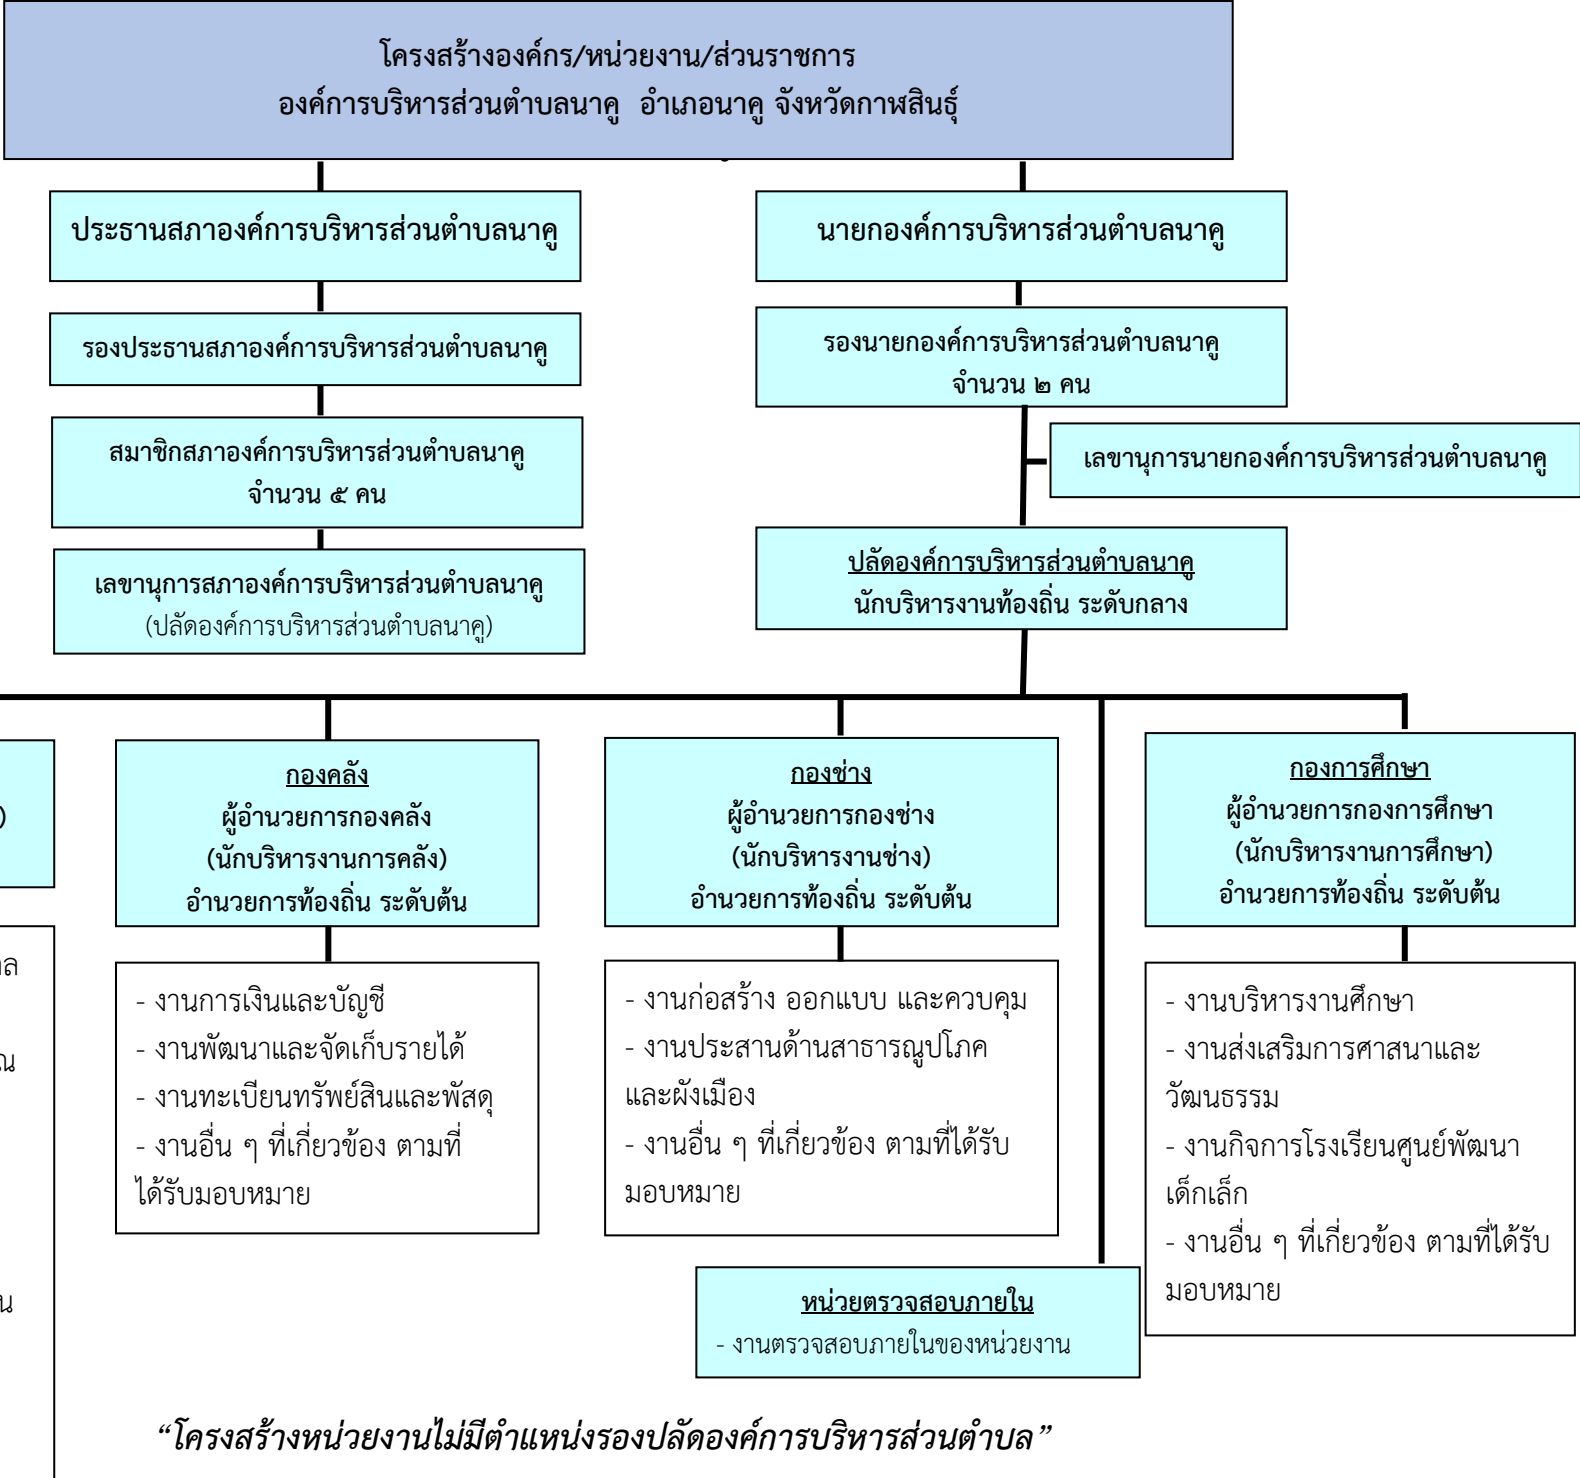 โครงสร้างองค์กร/หน่วยงาน/ส่วนราชการ
องค์การบริหารส่วนตำบลนาคู  อำเภอนาคู จังหวัดกาฬสินธุ์
ประธานสภาองค์การบริหารส่วนตำบลนาคู
รองประธานสภาองค์การบริหารส่วนตำบลนาคู
สมาชิกสภาองค์การบริหารส่วนตำบลนาคู
จำนวน ๕ คน
เลขานุการสภาองค์การบริหารส่วนตำบลนาคู
(ปลัดองค์การบริหารส่วนตำบลนาคู)
นายกองค์การบริหารส่วนตำบลนาคู
รองนายกองค์การบริหารส่วนตำบลนาคู
จำนวน ๒ คน
เลขานุการนายกองค์การบริหารส่วนตำบลนาคู
ปลัดองค์การบริหารส่วนตำบลนาคู
นักบริหารงานท้องถิ่น ระดับกลาง
)
กองคลัง
ผู้อำนวยการกองคลัง
(นักบริหารงานการคลัง)
อำนวยการท้องถิ่น ระดับต้น
- งานการเงินและบัญชี
- งานพัฒนาและจัดเก็บรายได้
- งานทะเบียนทรัพย์สินและพัสดุ
- งานอื่น ๆ ที่เกี่ยวข้อง ตามที่
ได้รับมอบหมาย
กองช่าง
ผู้อำนวยการกองช่าง
(นักบริหารงานช่าง)
อำนวยการท้องถิ่น ระดับต้น
- งานก่อสร้าง ออกแบบ และควบคุม
- งานประสานด้านสาธารณูปโภค
และผังเมือง
- งานอื่น ๆ ที่เกี่ยวข้อง ตามที่ได้รับ
มอบหมาย
กองการศึกษา
ผู้อำนวยการกองการศึกษา
(นักบริหารงานการศึกษา)
อำนวยการท้องถิ่น ระดับต้น
- งานบริหารงานศึกษา
- งานส่งเสริมการศาสนาและ
วัฒนธรรม
- งานกิจการโรงเรียนศูนย์พัฒนา
เด็กเล็ก
- งานอื่น ๆ ที่เกี่ยวข้อง ตามที่ได้รับ
มอบหมาย
หน่วยตรวจสอบภายใน
- งานตรวจสอบภายในของหน่วยงาน
“โครงสร้างหน่วยงานไม่มีตำแหน่งรองปลัดองค์การบริหารส่วนตำบล”